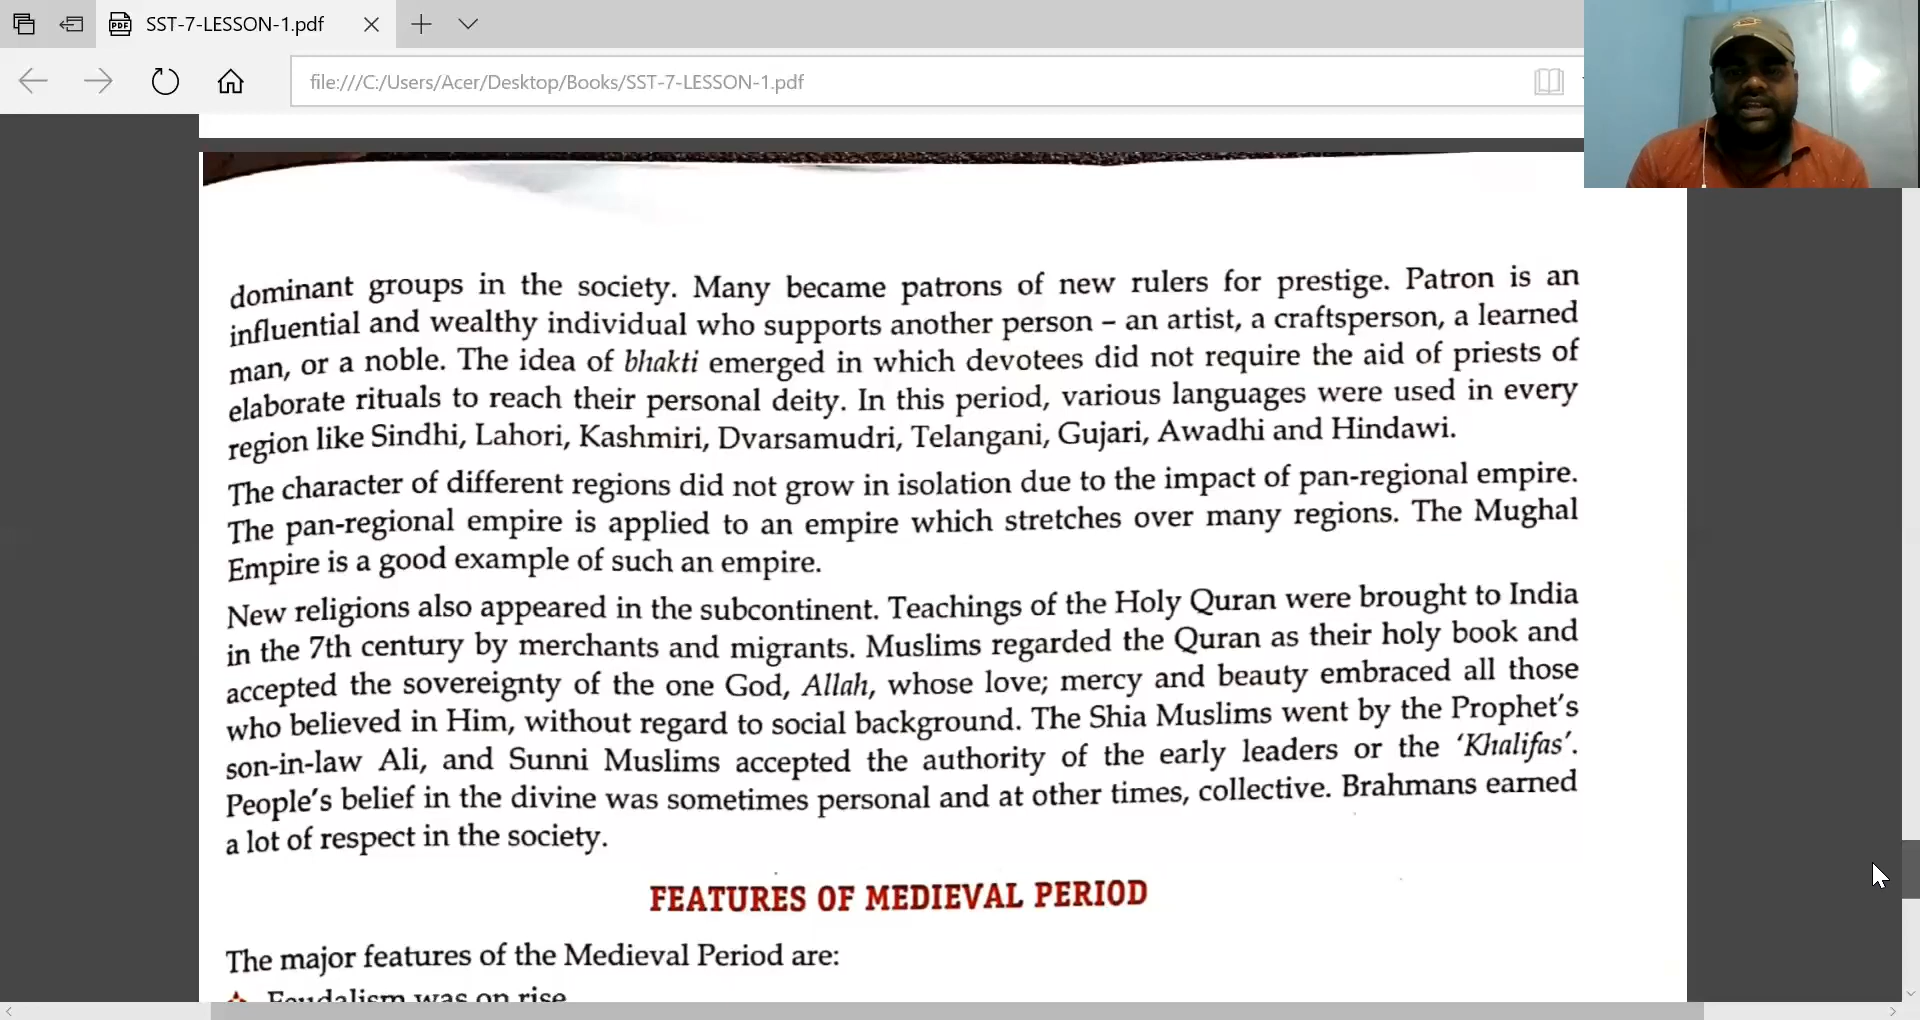 SST-7-LESSON-1.pdf
file:///C:/Users/Acer/Desktop/Books/SST-7-LESSON-1.pdf
dominant groups in the society. Many became patrons of new rulers for prestige. Patron is an
influential and wealthy individual who supports another person – an artist, a craftsperson, a learned
man, or a noble. The idea of bhakti emerged in which devotees did not require the aid of priests of
elaborate rituals to reach their personal deity. In this period, various languages were used in every
region like Sindhi, Lahori, Kashmiri, Dvarsamudri, Telangani, Gujari, Awadhi and Hindawi.
The character of different regions did not grow in isolation due to the impact of pan-regional empire.
The pan-regional empire is applied to an empire which stretches over many regions. The Mughal
Empire is a good example of such an empire.
New religions also appeared in the subcontinent. Teachings of the Holy Quran were brought to India
in the 7th century by merchants and migrants. Muslims regarded the Quran as their holy book and
accepted the sovereignty of the one God, Allah, whose love; mercy and beauty embraced all those
who believed in Him, without regard to social background. The Shia Muslims went by the Prophet's
son-in-law Ali, and Sunni Muslims accepted the authority of the early leaders or the 'Khalifas'.
People's belief in the divine was sometimes personal and at other times, collective. Brahmans earned
a lot of respect in the society.
FEATURES OF MEDIEVAL PERIOD
The major features of the Medieval Period are:
Feudalism was on rise